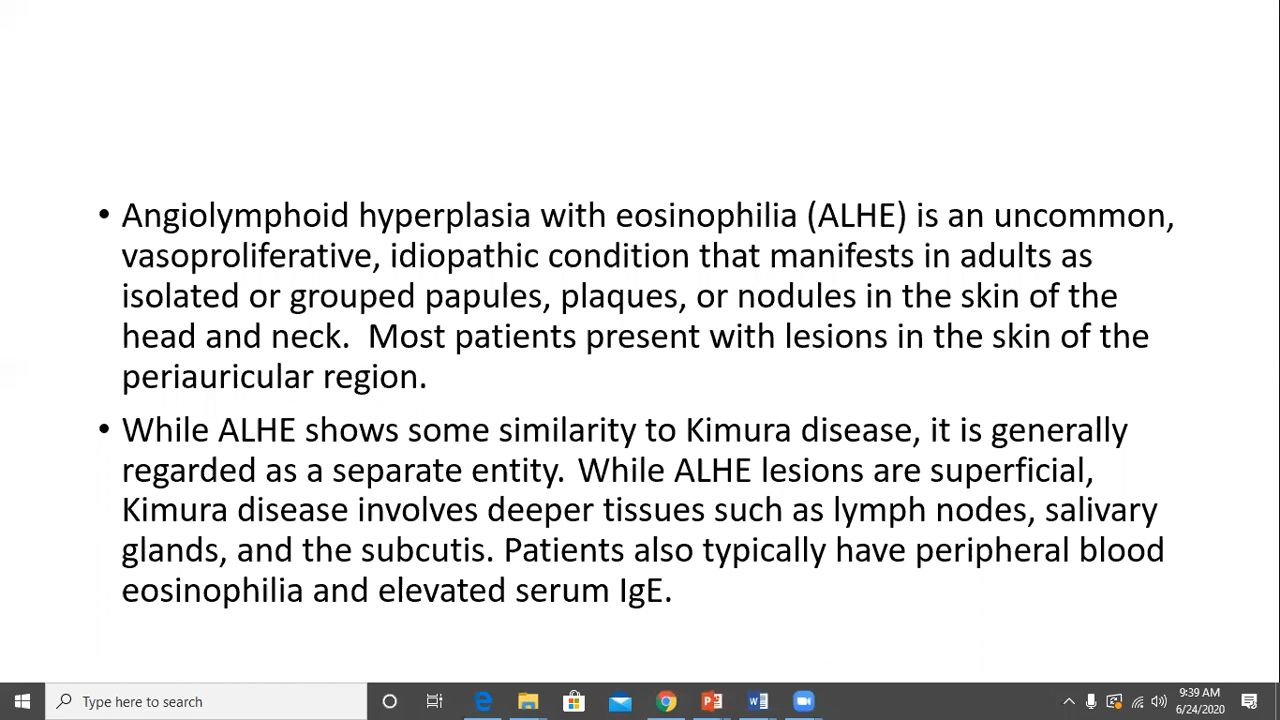 • Angiolymphoid hyperplasia with eosinophilia (ALHE) is an uncommon,
vasoproliferative, idiopathic condition that manifests in adults as
isolated or grouped papules, plaques, or nodules in the skin of the
head and neck.  Most patients present with lesions in the skin of the
periauricular region.
• While ALHE shows some similarity to Kimura disease, it is generally
regarded as a separate entity.  While ALHE lesions are superficial,
Kimura disease involves deeper tissues such as lymph nodes, salivary
glands, and the subcutis. Patients also typically have peripheral blood
eosinophilia and elevated serum IgE.
Type here to search
9:39 AM
6/24/2020